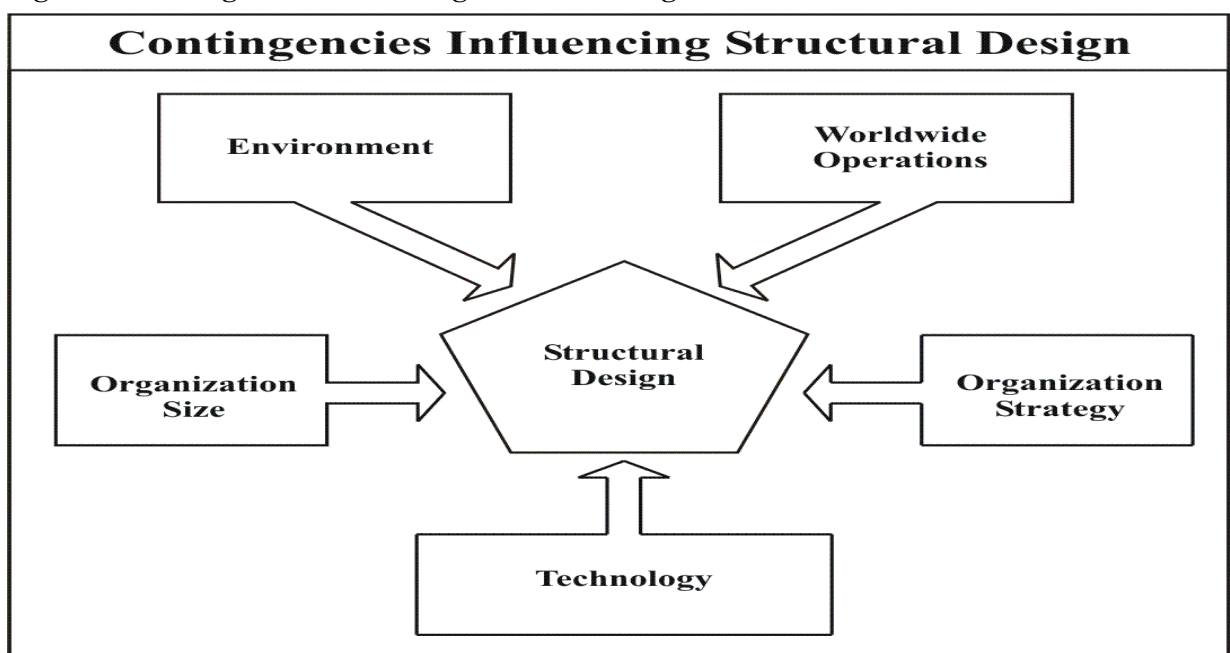 Contingencies Influencing Structural Design
Environment
Worldwide
Operations
Structural
Design
Organization
Size
Organization
Strategy
Technology